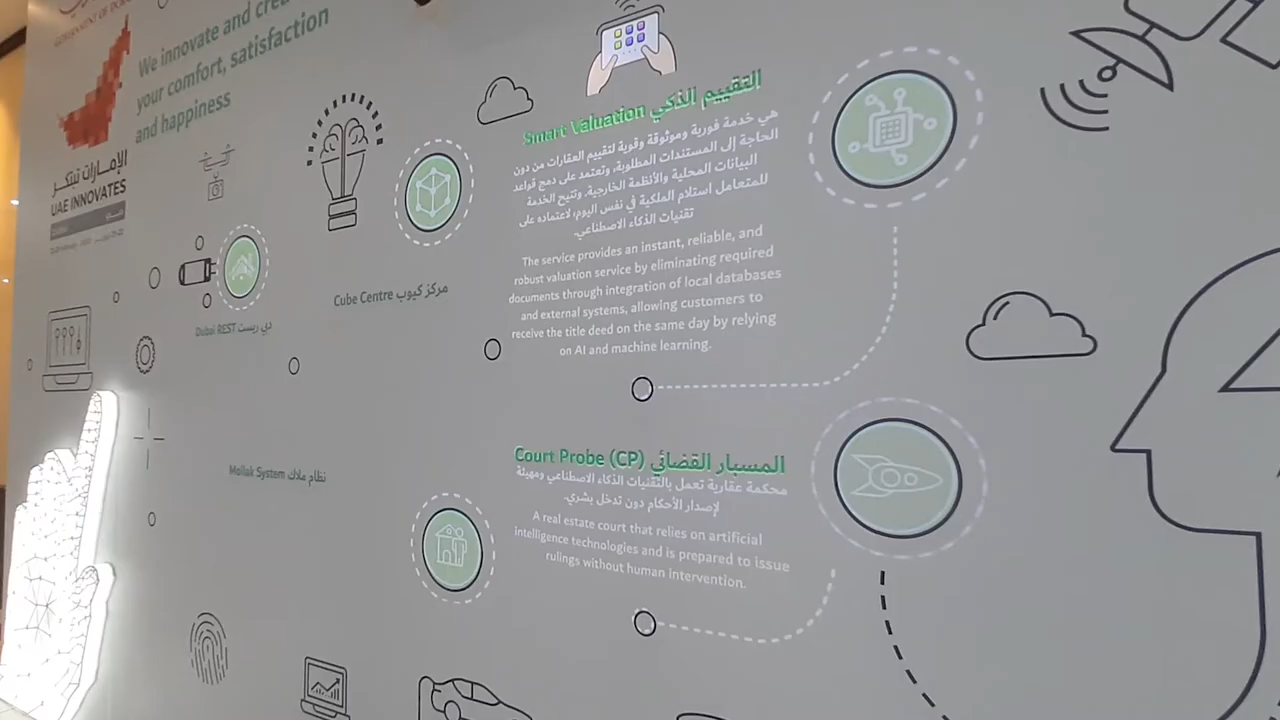 GOVERNMENT OF DUBAI
We innovate and
your comfort, satisfaction
and happiness
الإمارات تبتكر
UAE INNOVATES
التقييم الذكي Smart Valuation
هي خدمة فورية وموثوقة وقوية لتقييم العقارات من دون
الحاجة إلى المستندات المطلوبة، وتعتمد على دمج قواعد
البيانات المحلية والأنظمة الخارجية، وتتيح الخدمة
للمتعامل استلام الملكية في نفس اليوم، لاعتماده على
تقنيات الذكاء الاصطناعي.
The service provides an instant, reliable, and
robust valuation service by eliminating required
documents through integration of local databases
and external systems, allowing customers to
receive the title deed on the same day by relying
on AI and machine learning.
مركز كيوب Cube Centre
دبي ريست Dubai REST
نظام ملاك Mollak System
المسبار القضائي Court Probe (CP)
محكمة عقارية تعمل بالتقنيات الذكاء الاصطناعي ومهيئة
لإصدار الأحكام دون تدخل بشري.
A real estate court that relies on artificial
intelligence technologies and is prepared to issue
rulings without human intervention.